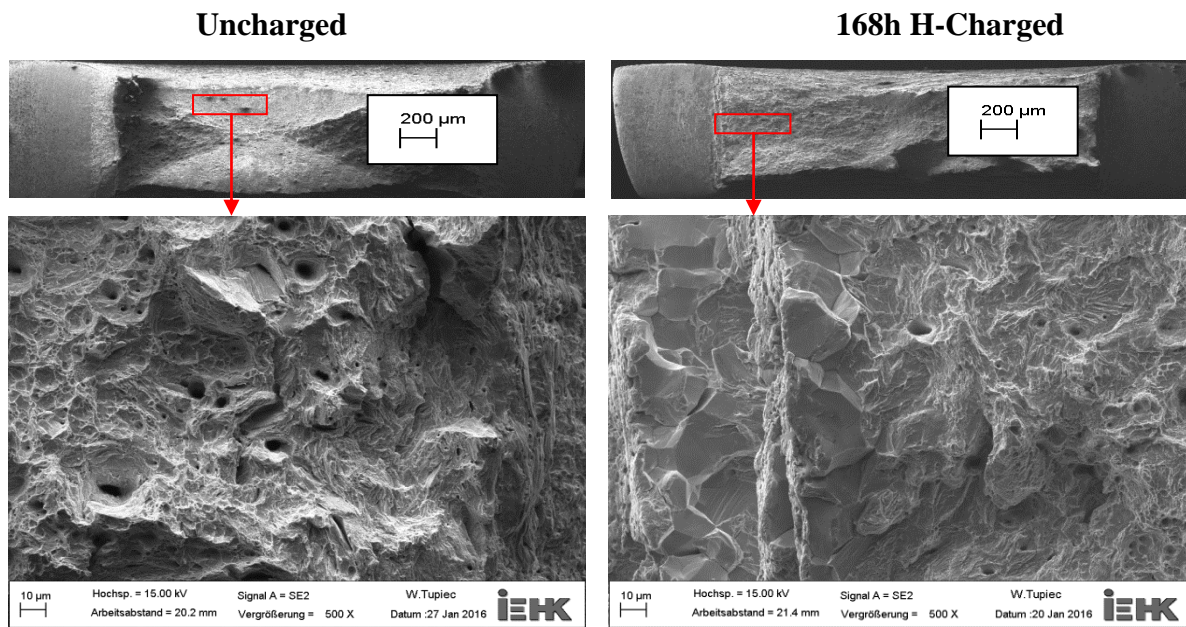 Uncharged
168h H-Charged
200 µm
200 µm
10 µm
Hochsp. = 15.00 kV
Signal A = SE2
W.Tupiec
Arbeitsabstand = 20.2 mm
Vergrößerung = 500 X
Datum :27 Jan 2016
iEHK
10 µm
Hochsp. = 15.00 kV
Signal A = SE2
W.Tupiec
Arbeitsabstand = 21.4 mm
Vergrößerung = 500 X
Datum :20 Jan 2016
iEHK